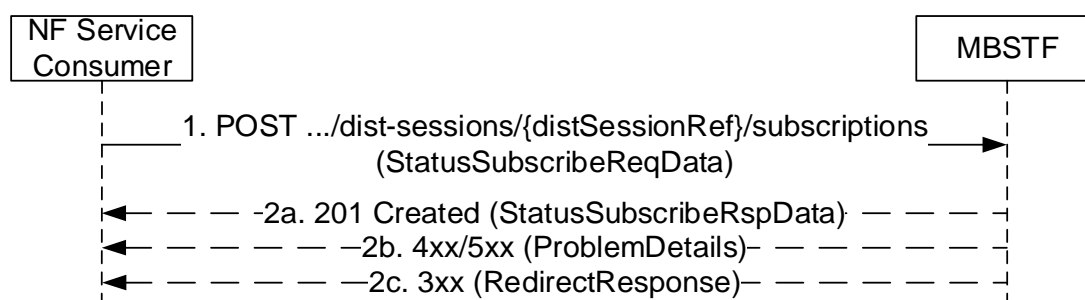 NF Service
Consumer
MBSTF
1. POST .../dist-sessions/{distSessionRef}/subscriptions
(StatusSubscribeReqData)
2a. 201 Created (StatusSubscribeRspData)
2b. 4xx/5xx (ProblemDetails)
2c. 3xx (RedirectResponse)